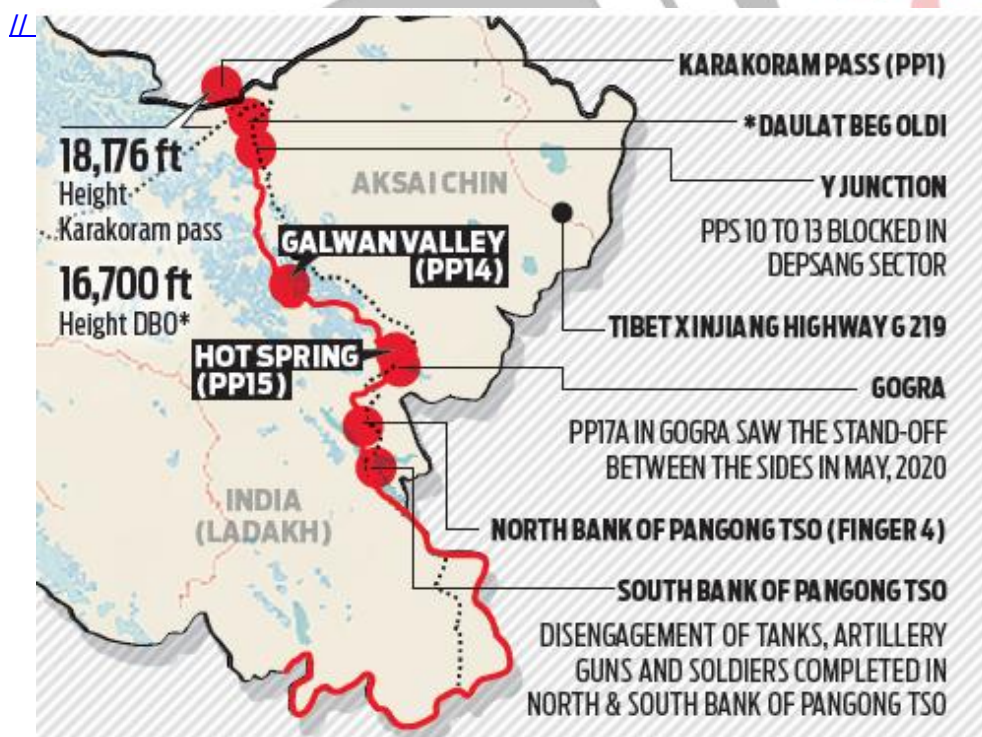 //
KARAKORAM PASS (PP1)
*DAULAT BEG OLDI
18,176 ft
Height
Karakoram pass
AKSAI CHIN
Y JUNCTION
PPS 10 TO 13 BLOCKED IN
DEPSANG SECTOR
GALWAN VALLEY
(PP14)
16,700 ft
Height DBO*
TIBET XINJIANG HIGHWAY G 219
HOT SPRING
(PP15)
GOGRA
PP17A IN GOGRA SAW THE STAND-OFF
BETWEEN THE SIDES IN MAY, 2020
INDIA
(LADAKH)
NORTH BANK OF PANGONG TSO (FINGER 4)
SOUTH BANK OF PANGONG TSO
DISENGAGEMENT OF TANKS, ARTILLERY
GUNS AND SOLDIERS COMPLETED IN
NORTH & SOUTH BANK OF PANGONG TSO